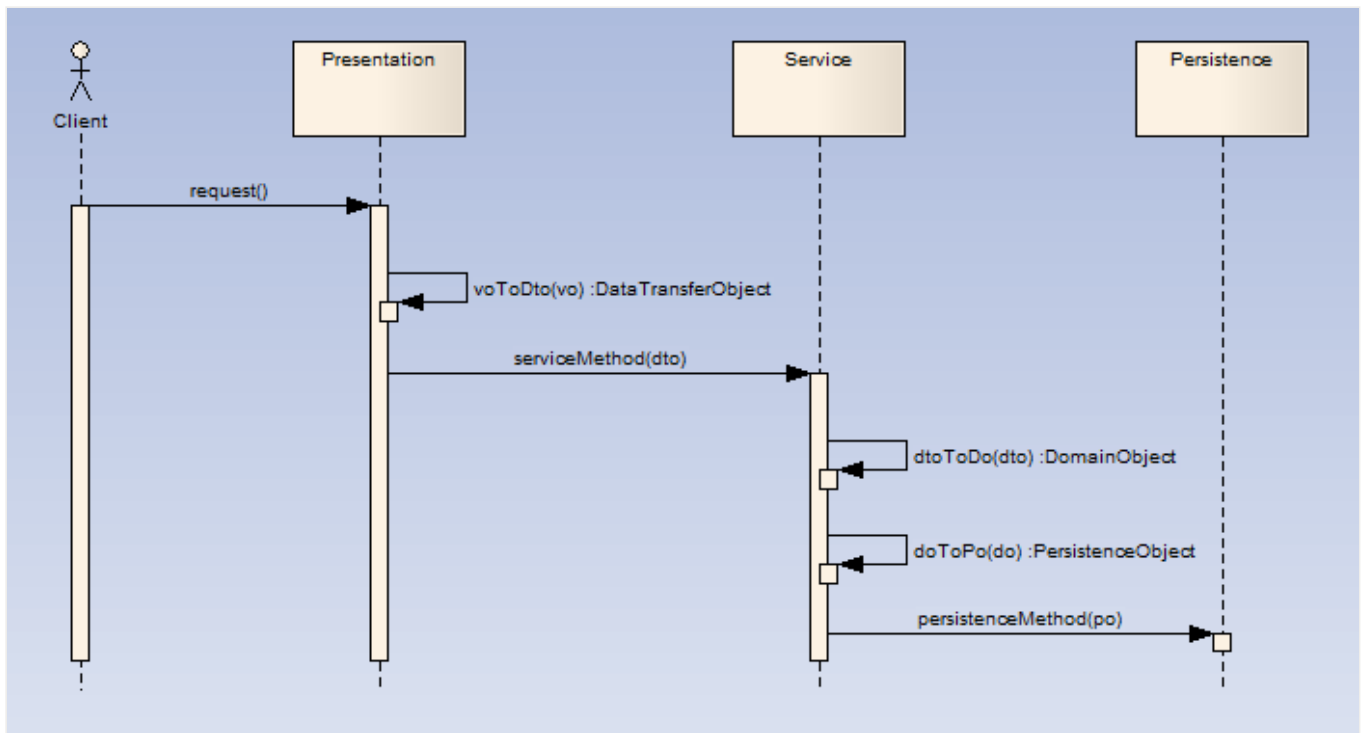 Client
Presentation
Service
Persistence
request()
voToDto(vo) :DataTransferObject
serviceMethod(dto)
dtoToDo(dto) :DomainObject
doToPo(do) :PersistenceObject
persistenceMethod(po)